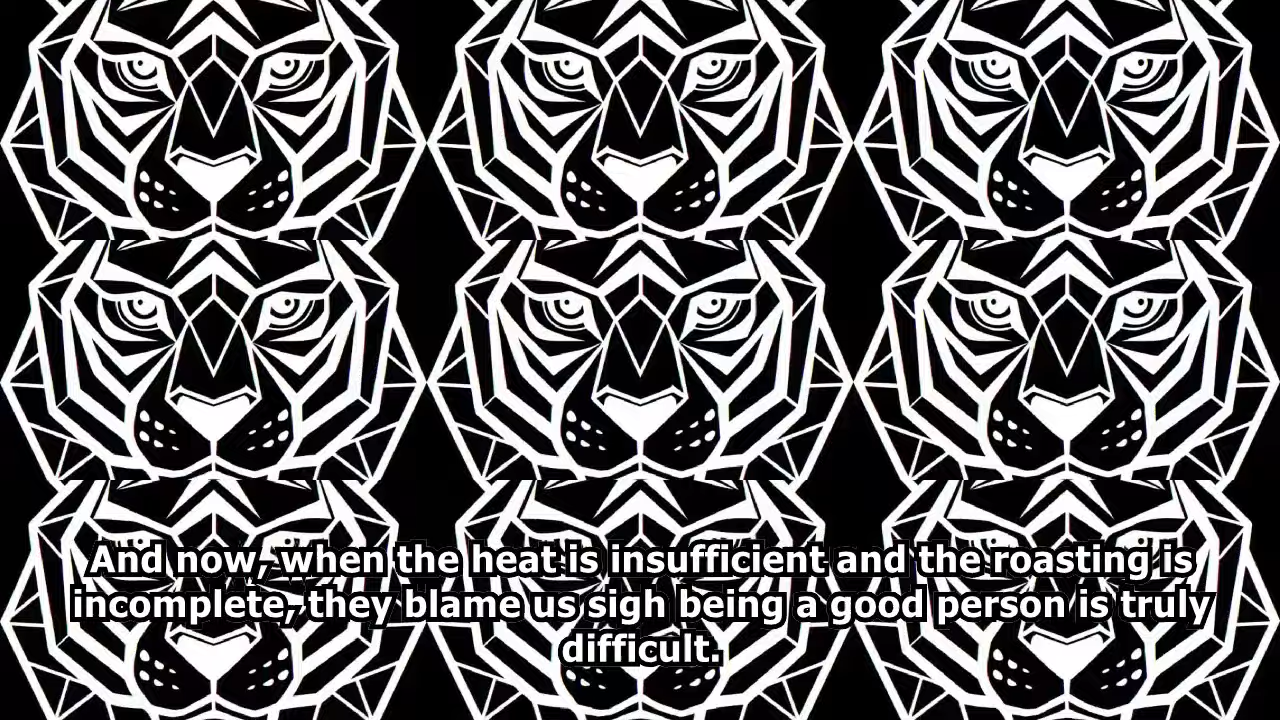 And now, when the heat is insufficient and the roasting is
incomplete, they blame us sigh being a good person is truly
difficult.